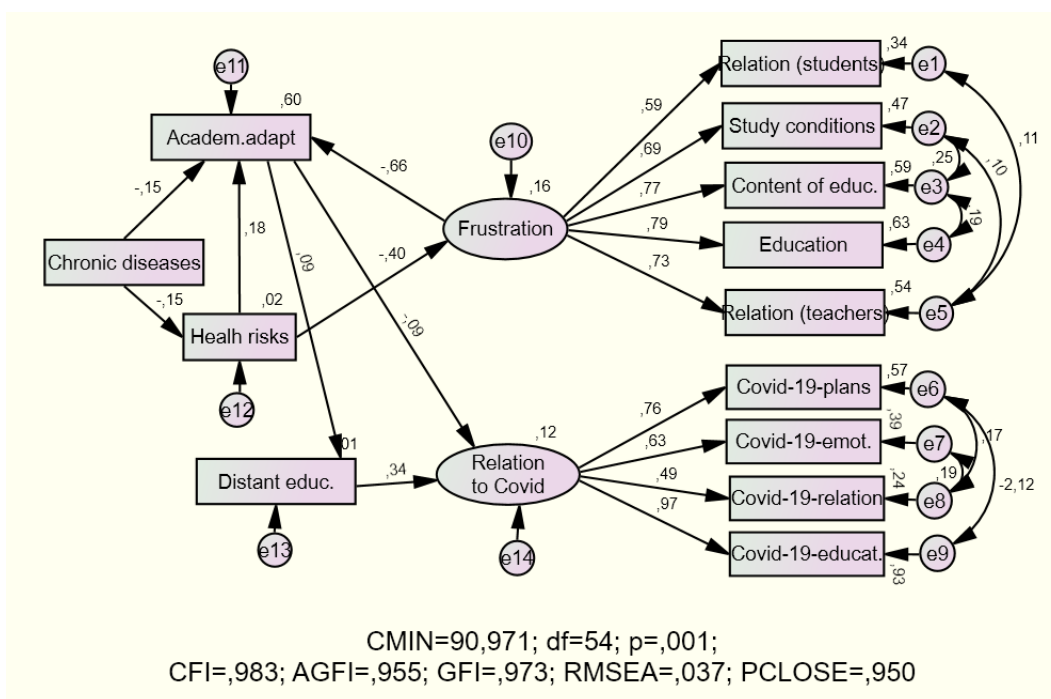 e11
,60
Academ.adapt
-,15
,18
Chronic diseases
-,15
,02
Healh risks
e12
,09
-,09
-,66
-,40
e10
,16
Frustration
,59
,69
,77
,79
,73
Relation (students)
,34
e1
Study conditions
,47
e2
Content of educ.
,59
e3
Education
,63
e4
Relation (teachers)
,54
e5
,25
,10
,11
01
Distant educ.
e13
,34
,12
Relation
to Covid
e14
,76
,63
,49
,97
Covid-19-plans
,57
e6
Covid-19-emot.
,39
e7
Covid-19-relation
,24
e8
Covid-19-educat.
,93
e9
,17
,19
-2,12
CMIN=90,971; df=54; p=,001;
CFI=,983; AGFI=,955; GFI=,973; RMSEA=,037; PCLOSE=,950